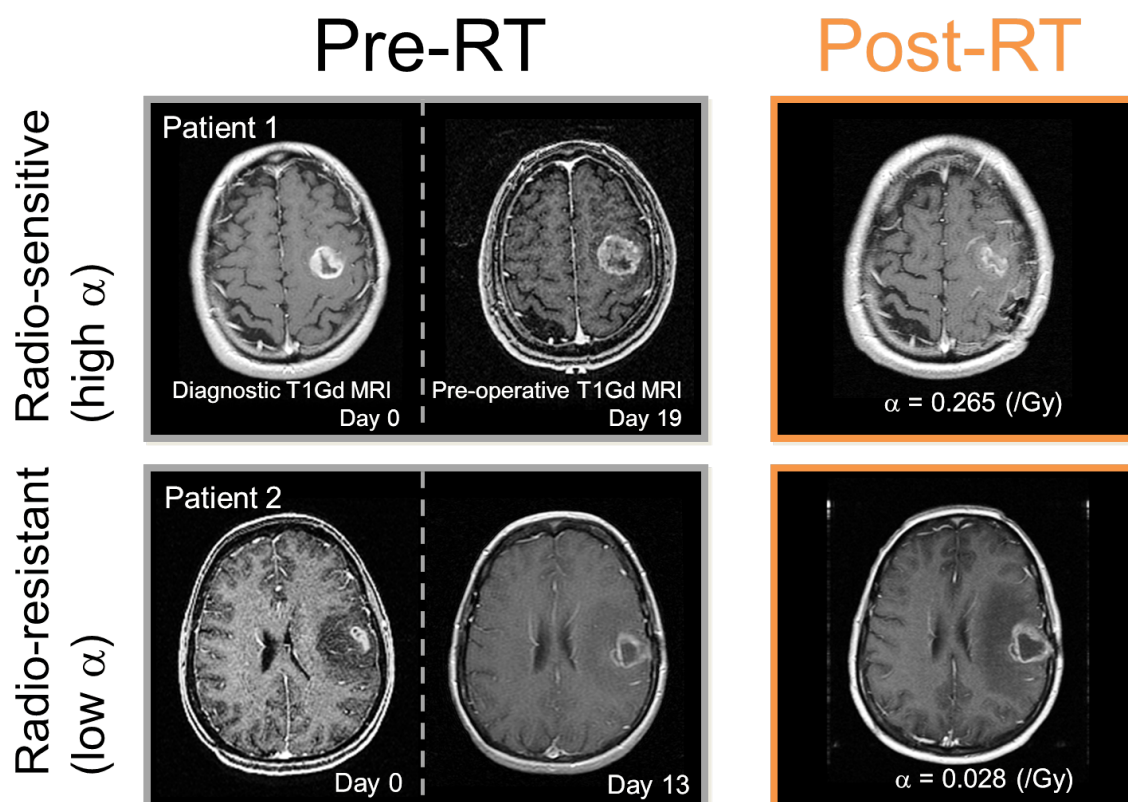 Pre-RT
Post-RT
Radio-sensitive
(high α)
Patient 1
Diagnostic T1Gd MRI
Day 0
Pre-operative T1Gd MRI
Day 19
α = 0.265 (/Gy)
Radio-resistant
(low α)
Patient 2
Day 0
Day 13
α = 0.028 (/Gy)